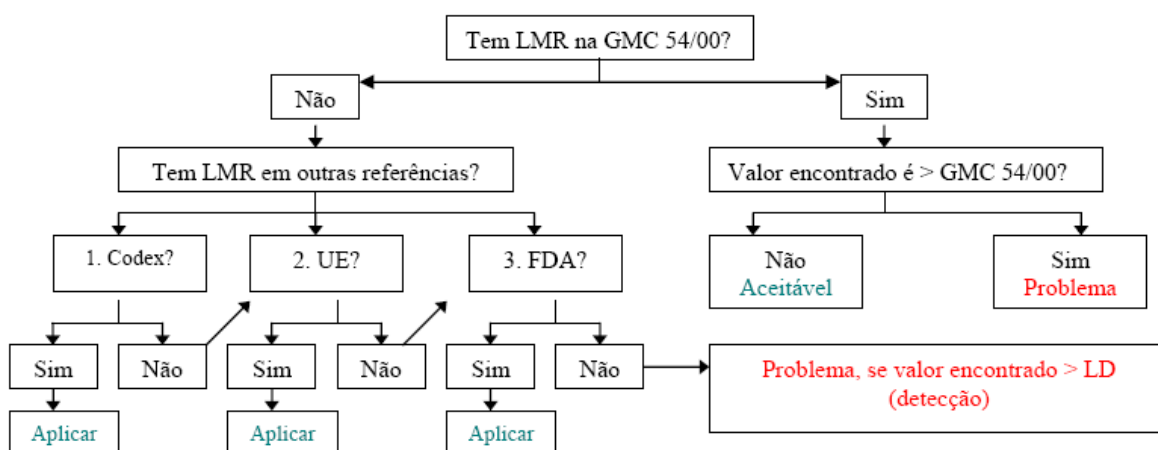 Tem LMR na GMC 54/00?
Não
Sim
Tem LMR em outras referências?
Valor encontrado é > GMC 54/00?
1. Codex?
2. UE?
3. FDA?
Não
Aceitável
Sim
Problema
Sim
Não
Sim
Não
Sim
Não
Problema, se valor encontrado > LD
(detecção)
Aplicar
Aplicar
Aplicar